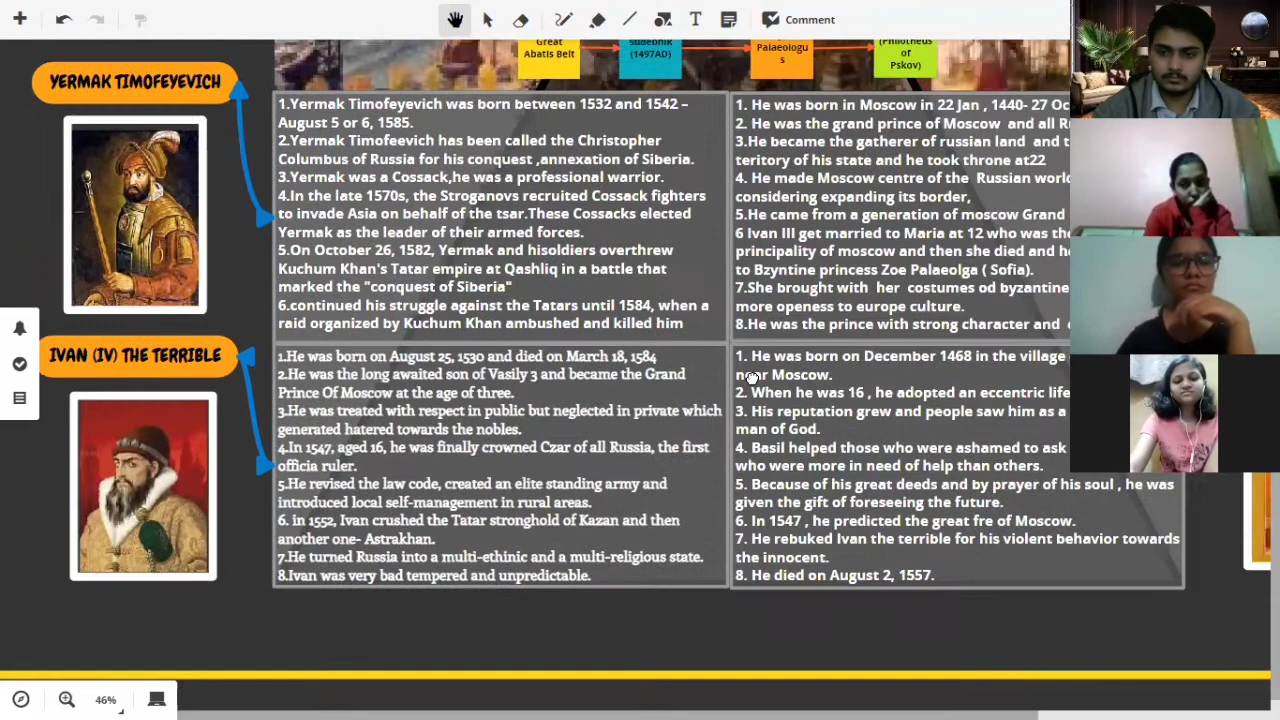 Comment
Great
Abatis Belt
Sudebnik
(1497AD)
Palaeologu
s
(Philotheus
of
Pskov)
YERMAK TIMOFEYEVICH
1.Yermak Timofeyevich was born between 1532 and 1542 –
August 5 or 6, 1585.
2.Yermak Timofeevich has been called the Christopher
Columbus of Russia for his conquest ,annexation of Siberia.
3.Yermak was a Cossack,he was a professional warrior.
4.In the late 1570s, the Stroganovs recruited Cossack fighters
to invade Asia on behalf of the tsar.These Cossacks elected
Yermak as the leader of their armed forces.
5.On October 26, 1582, Yermak and hisoldiers overthrew
Kuchum Khan's Tatar empire at Qashliq in a battle that
marked the "conquest of Siberia"
6.continued his struggle against the Tatars until 1584, when a
raid organized by Kuchum Khan ambushed and killed him
1. He was born in Moscow in 22 Jan , 1440- 27 Oc
2. He was the grand prince of Moscow and all R
3.He became the gatherer of russian land and t
teritory of his state and he took throne at22
4. He made Moscow centre of the Russian world
considering expanding its border,
5.He came from a generation of moscow Grand
6 Ivan III get married to Maria at 12 who was the
principality of moscow and then she died and h
to Bzyntine princess Zoe Palaeolga ( Sofia).
7.She brought with her costumes od byzantine
more openess to europe culture.
8.He was the prince with strong character and
IVAN (IV) THE TERRIBLE
1.He was born on August 25, 1530 and died on March 18, 1584
2.He was the long awaited son of Vasily 3 and became the Grand
Prince Of Moscow at the age of three.
3.He was treated with respect in public but neglected in private which
generated hatered towards the nobles.
4.In 1547, aged 16, he was finally crowned Czar of all Russia, the first
officia ruler.
5.He revised the law code, created an elite standing army and
introduced local self-management in rural areas.
6. in 1552, Ivan crushed the Tatar stronghold of Kazan and then
another one- Astrakhan.
7.He turned Russia into a multi-ethinic and a multi-religious state.
8.Ivan was very bad tempered and unpredictable.
1. He was born on December 1468 in the village
near Moscow.
2. When he was 16 , he adopted an eccentric life
3. His reputation grew and people saw him as a
man of God.
4. Basil helped those who were ashamed to ask
who were more in need of help than others.
5. Because of his great deeds and by prayer of his soul , he was
given the gift of foreseeing the future.
6. In 1547 , he predicted the great fre of Moscow.
7. He rebuked Ivan the terrible for his violent behavior towards
the innocent.
8. He died on August 2, 1557.
46%